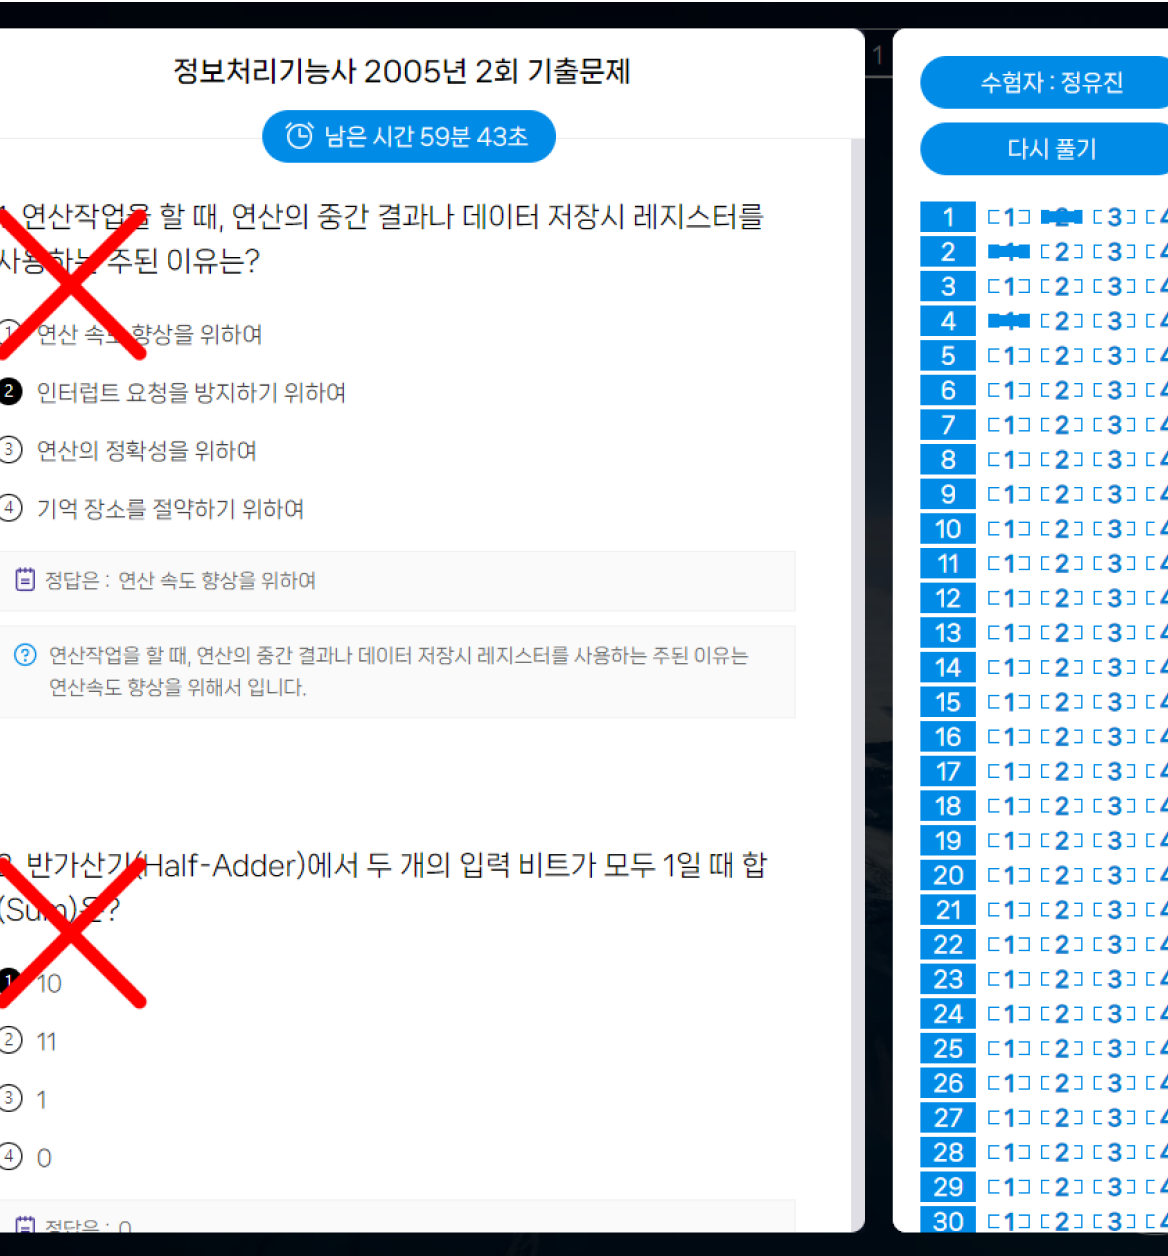 정보처리기능사 2005년 2회 기출문제
남은 시간 59분 43초
1. 연산작업을 할 때, 연산의 중간 결과나 데이터 저장시 레지스터를
사용하는 주된 이유는?
1 연산 속도 향상을 위하여
2 인터럽트 요청을 방지하기 위하여
3 연산의 정확성을 위하여
4 기억 장소를 절약하기 위하여
정답은 : 연산 속도 향상을 위하여
연산작업을 할 때, 연산의 중간 결과나 데이터 저장시 레지스터를 사용하는 주된 이유는
연산속도 향상을 위해서 입니다.
2. 반가산기(Half-Adder)에서 두 개의 입력 비트가 모두 1일 때 합
(Sum)은?
1 10
2 11
3 1
4 0
정답은 : 0
1
수험자 : 정유진
다시 풀기
1 [1] [2] [3] [4
2 [1] [2] [3] [4
3 [1] [2] [3] [4
4 [1] [2] [3] [4
5 [1] [2] [3] [4
6 [1] [2] [3] [4
7 [1] [2] [3] [4
8 [1] [2] [3] [4
9 [1] [2] [3] [4
10 [1] [2] [3] [4
11 [1] [2] [3] [4
12 [1] [2] [3] [4
13 [1] [2] [3] [4
14 [1] [2] [3] [4
15 [1] [2] [3] [4
16 [1] [2] [3] [4
17 [1] [2] [3] [4
18 [1] [2] [3] [4
19 [1] [2] [3] [4
20 [1] [2] [3] [4
21 [1] [2] [3] [4
22 [1] [2] [3] [4
23 [1] [2] [3] [4
24 [1] [2] [3] [4
25 [1] [2] [3] [4
26 [1] [2] [3] [4
27 [1] [2] [3] [4
28 [1] [2] [3] [4
29 [1] [2] [3] [4
30 [1] [2] [3] [4